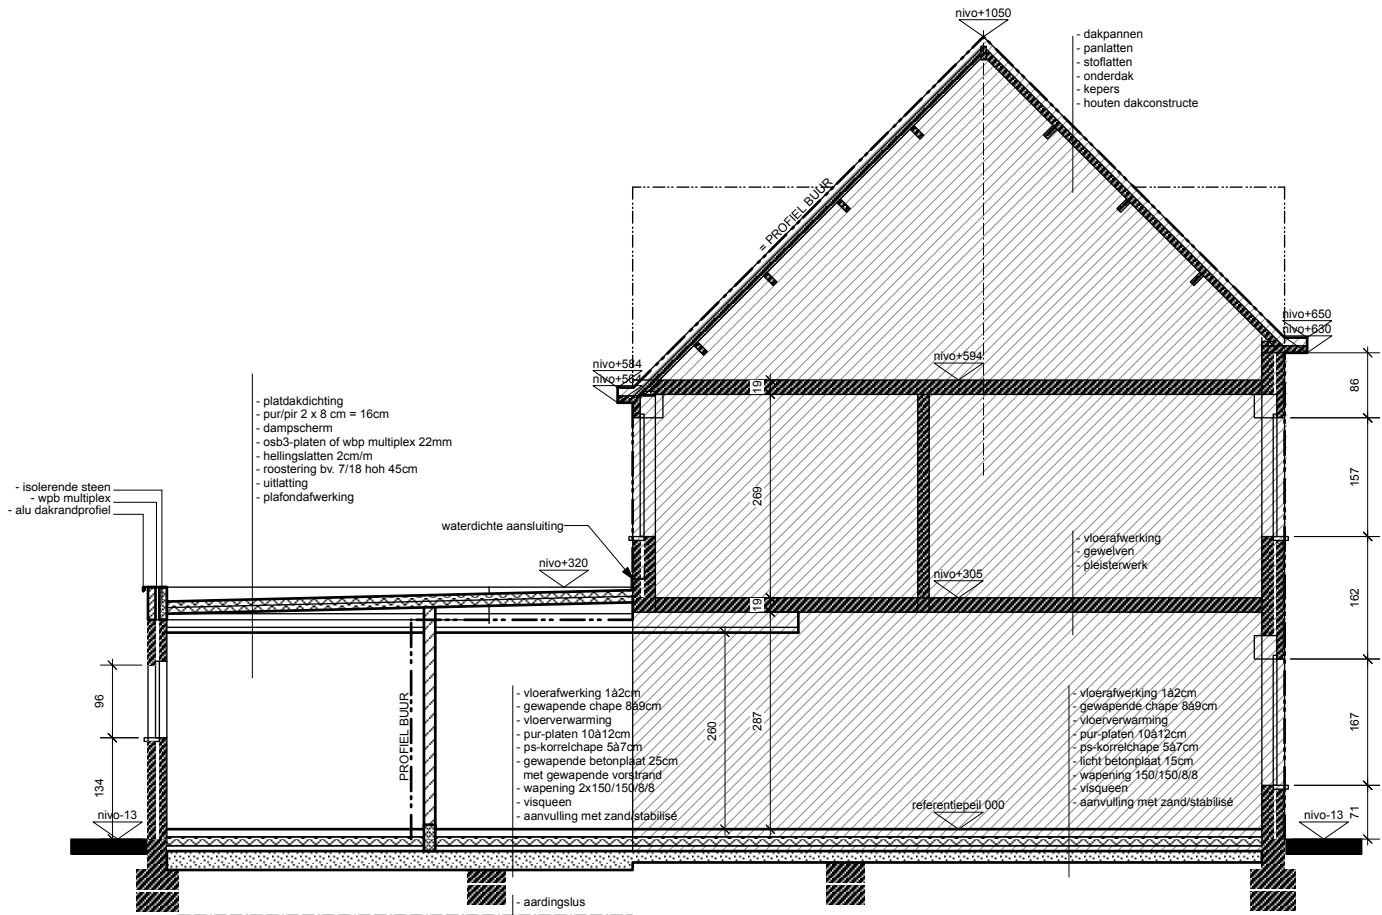 nivo+1050
- dakpannen
- panlatten
- stoflatten
- onderdak
- kepers
- houten dakconstructe
= PROFIEL BUUR
nivo+650
nivo+630
nivo+584
nivo+564
nivo+594
19
86
- platdakdichting
- pur/pir 2 x 8 cm = 16cm
- dampscherm
- osb3-platen of wbp multiplex 22mm
- hellingslatten 2cm/m
- roostering bv. 7/18 hoh 45cm
- uitlatting
- plafondafwerking
- isolerende steen
- wpb multiplex
- alu dakrandprofiel
269
157
waterdichte aansluiting
- vloerafwerking
- gewelven
- pleisterwerk
nivo+320
nivo+305
19
162
96
PROFIEL BUUR
- vloerafwerking 1à2cm
- gewapende chape 8à9cm
- vloerverwarming
- pur-platen 10à12cm
- ps-korrelchape 5à7cm
- gewapende betonplaat 25cm
met gewapende vorstrand
- wapening 2x150/150/8/8
- visqueen
- aanvulling met zand/stabilisé
260
287
- vloerafwerking 1à2cm
- gewapende chape 8à9cm
- vloerverwarming
- pur-platen 10à12cm
- ps-korrelchape 5à7cm
- licht betonplaat 15cm
- wapening 150/150/8/8
- visqueen
- aanvulling met zand/stabilisé
167
134
71
nivo-13
referentiepeil 000
nivo-13
- aardingslus